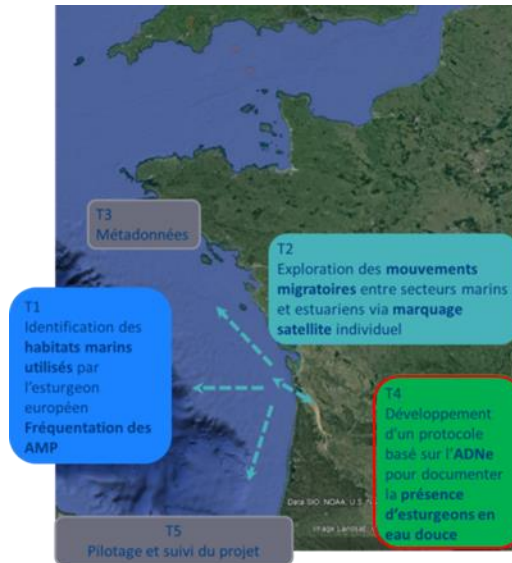 T3
Métadonnées
T2
Exploration des mouvements
migratoires entre secteurs marins
et estuariens via marquage
satellite individuel
T1
Identification des
habitats marins
utilisés par
l'esturgeon
européen
Fréquentation des
AMP
T4
Développement
d'un protocole
basé sur l'ADNe
pour documenter
la présence
d'esturgeons en
eau douce
Data SIO, NOAA, U.S.
Image Landsat
T5
Pilotage et suivi du projet